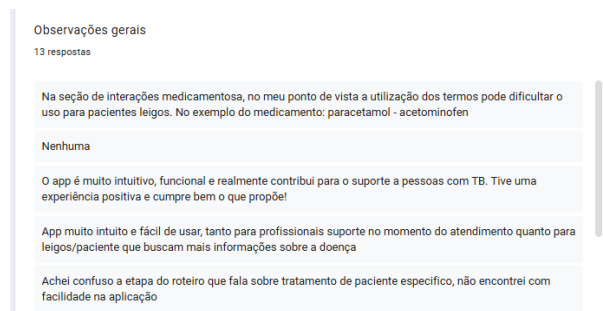 Observações gerais
13 respostas
Na seção de interações medicamentosa, no meu ponto de vista a utilização dos termos pode dificultar o
uso para pacientes leigos. No exemplo do medicamento: paracetamol - acetominofen
Nenhuma
O app é muito intuitivo, funcional e realmente contribui para o suporte a pessoas com TB. Tive uma
experiência positiva e cumpre bem o que propõe!
App muito intuito e fácil de usar, tanto para profissionais suporte no momento do atendimento quanto para
leigos/paciente que buscam mais informações sobre a doença
Achei confuso a etapa do roteiro que fala sobre tratamento de paciente especifico, não encontrei com
facilidade na aplicação